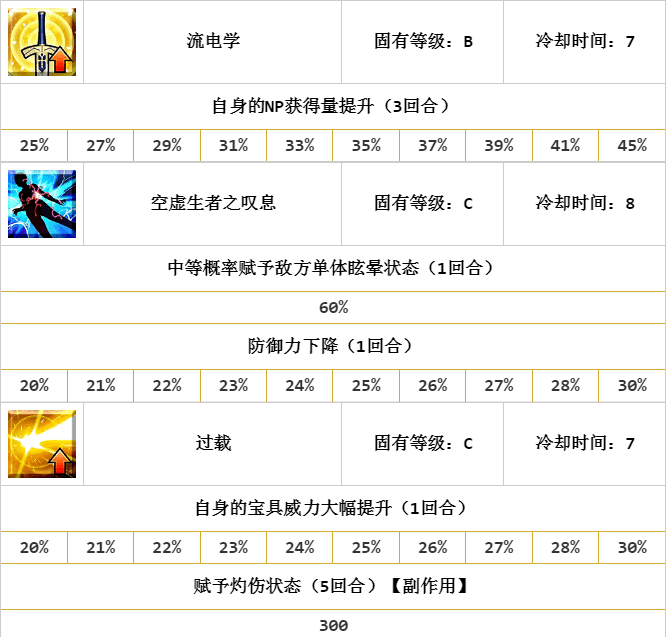 流电学 固有等级：B 冷却时间：7
自身的NP获得量提升（3回合）
25% 27% 29% 31% 33% 35% 37% 39% 41% 45%
空虚生者之叹息 固有等级：C 冷却时间：8
中等概率赋予敌方单体眩晕状态（1回合）
60%
防御力下降（1回合）
20% 21% 22% 23% 24% 25% 26% 27% 28% 30%
过载 固有等级：C 冷却时间：7
自身的宝具威力大幅提升（1回合）
20% 21% 22% 23% 24% 25% 26% 27% 28% 30%
赋予灼伤状态（5回合）【副作用】
300